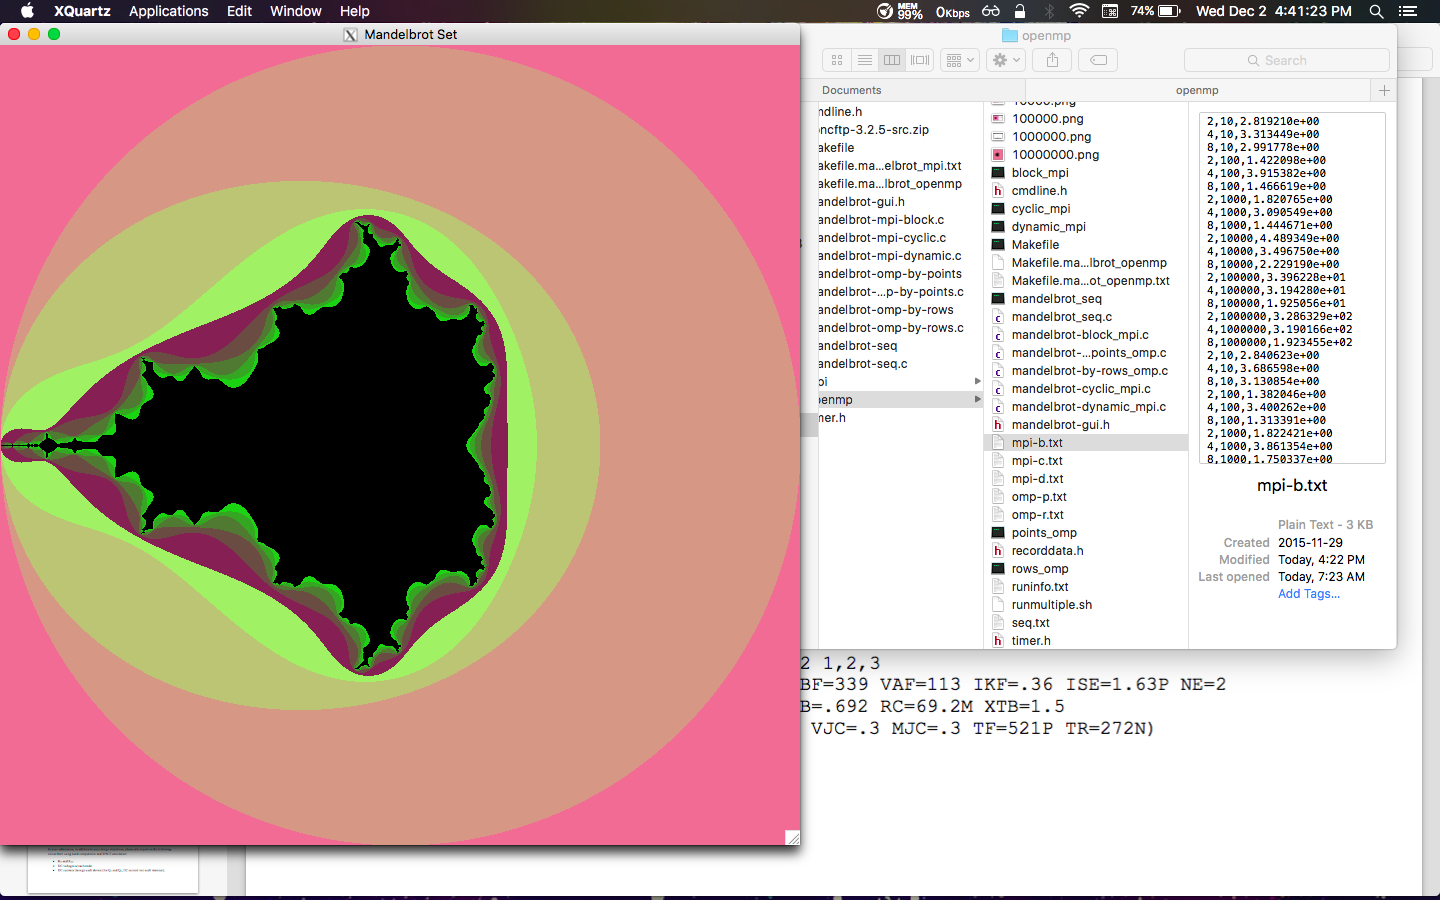 XQuartz Applications Edit Window Help MEM 99% 0Kbps 74% Wed Dec 2 4:41:23 PM
Mandelbrot Set
openmp
Search
Documents openmp
ndline.h
ncftp-3.2.5-src.zip
akefile
akefile.ma...elbrot_mpi.txt
akefile.ma...lbrot_openmp
andelbrot-gui.h
andelbrot-mpi-block.c
andelbrot-mpi-cyclic.c
andelbrot-mpi-dynamic.c
andelbrot-omp-by-points
andelbrot-...p-by-points.c
andelbrot-omp-by-rows
andelbrot-omp-by-rows.c
andelbrot-seq
andelbrot-seq.c
pi
penmp
mer.h
10000.png
100000.png
1000000.png
10000000.png
block_mpi
cmdline.h
cyclic_mpi
dynamic_mpi
Makefile
Makefile.ma...lbrot_openmp
Makefile.ma...ot_openmp.txt
mandelbrot_seq
mandelbrot_seq.c
mandelbrot-block_mpi.c
mandelbrot-...points_omp.c
mandelbrot-by-rows_omp.c
mandelbrot-cyclic_mpi.c
mandelbrot-dynamic_mpi.c
mandelbrot-gui.h
mpi-b.txt
mpi-c.txt
mpi-d.txt
omp-p.txt
omp-r.txt
points_omp
recorddata.h
rows_omp
runinfo.txt
runmultiple.sh
seq.txt
timer.h
2,10,2.819210e+00
4,10,3.313449e+00
8,10,2.991778e+00
2,100,1.422098e+00
4,100,3.915382e+00
8,100,1.466619e+00
2,1000,1.820765e+00
4,1000,3.090549e+00
8,1000,1.444671e+00
2,10000,4.489349e+00
4,10000,3.496750e+00
8,10000,2.229190e+00
2,100000,3.396228e+01
4,100000,3.194280e+01
8,100000,1.925056e+01
2,1000000,3.286329e+02
4,1000000,3.190166e+02
8,1000000,1.923455e+02
2,10,2.840623e+00
4,10,3.686598e+00
8,10,3.130854e+00
2,100,1.382046e+00
4,100,3.400262e+00
8,100,1.313391e+00
2,1000,1.822421e+00
4,1000,3.861354e+00
8,1000,1.750337e+00
mpi-b.txt
Plain Text - 3 KB
Created 2015-11-29
Modified Today, 4:22 PM
Last opened Today, 7:23 AM
Add Tags...
2 1,2,3
BF=339 VAF=113 IKF=.36 ISE=1.63P NE=2
B=.692 RC=69.2M XTB=1.5
VJC=.3 MJC=.3 TF=521P TR=272N)